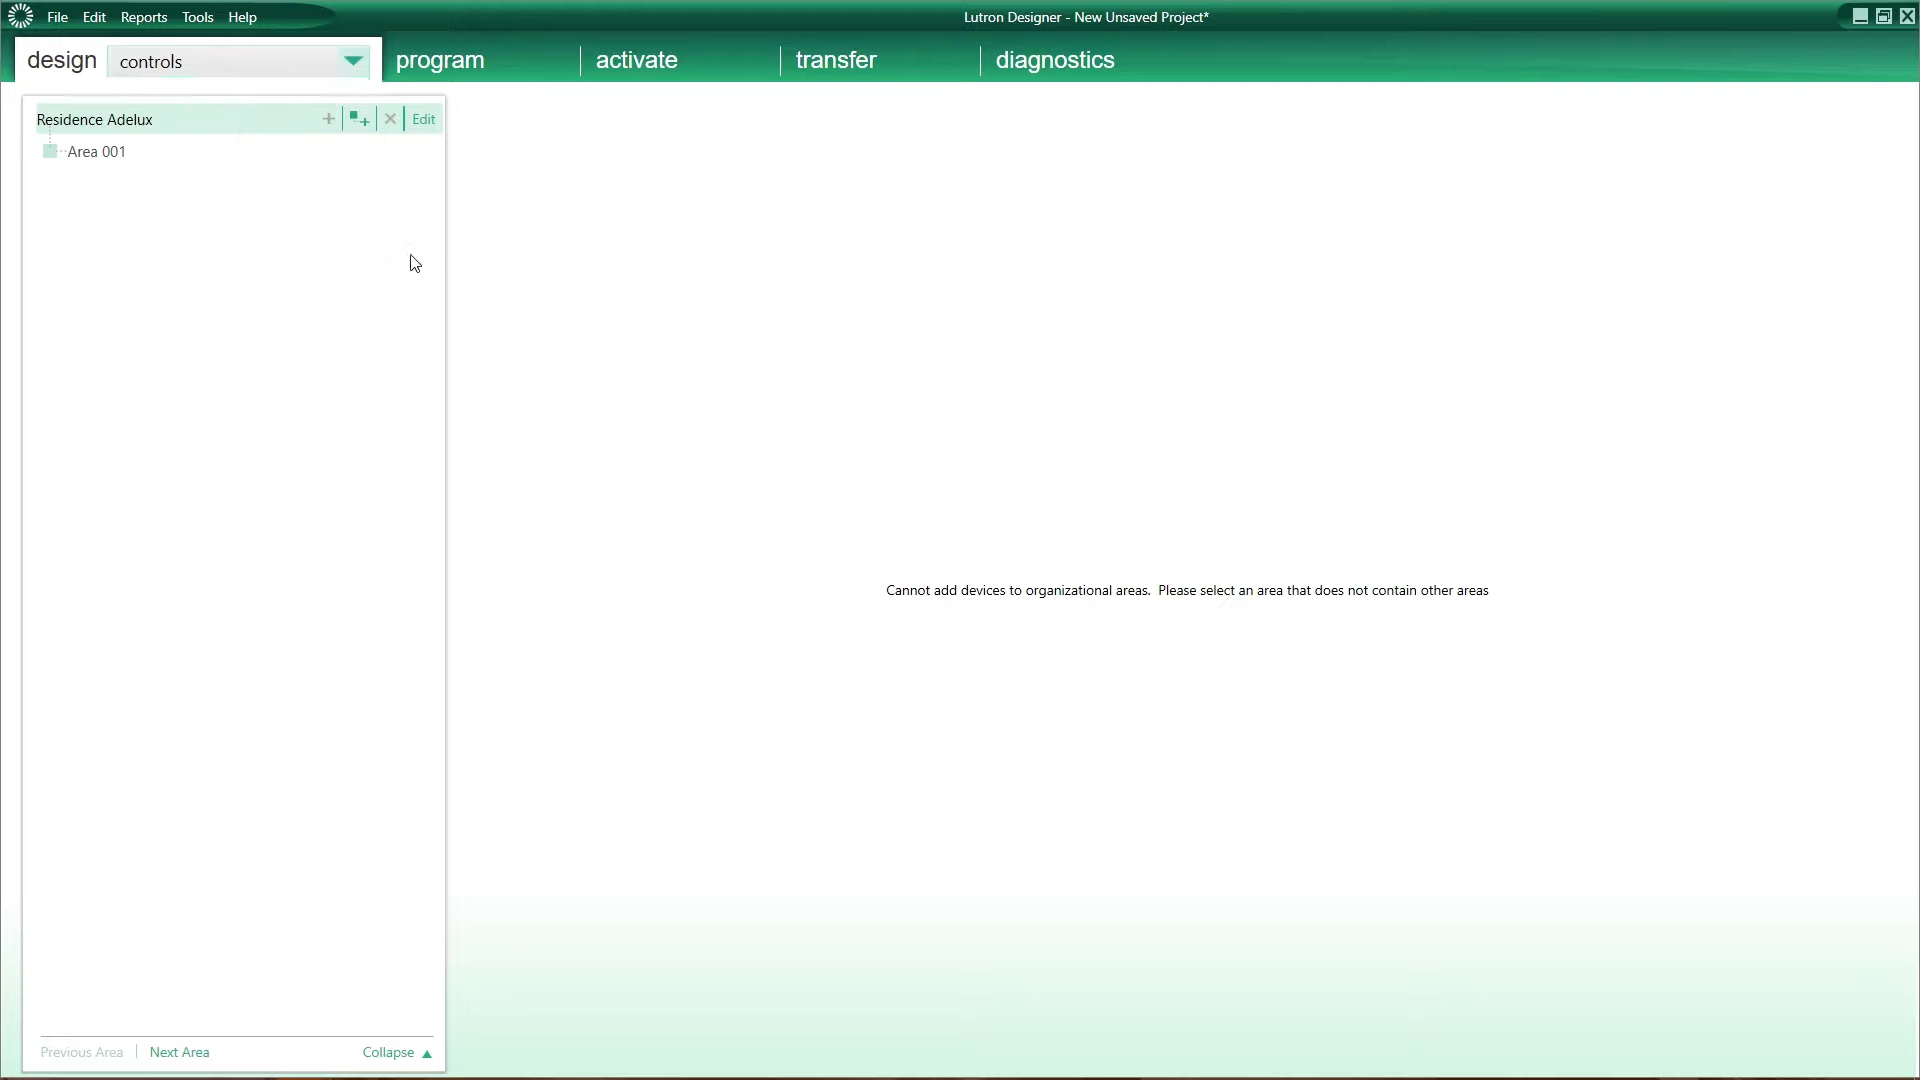 File Edit Reports Tools Help
Lutron Designer - New Unsaved Project*
design controls program activate transfer diagnostics
Residence Adelux Edit
Area 001
Cannot add devices to organizational areas. Please select an area that does not contain other areas
Previous Area Next Area Collapse